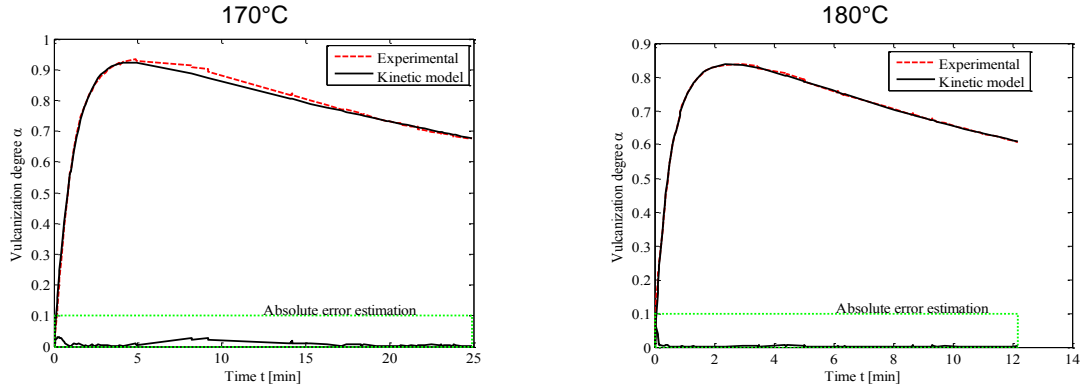 170°C
1
0.9
0.8
0.7
0.6
0.5
0.4
0.3
0.2
0.1
0
0
5
10
15
20
25
Vulcanization degree α
Time t [min]
Experimental
Kinetic model
Absolute error estimation
180°C
0.9
0.8
0.7
0.6
0.5
0.4
0.3
0.2
0.1
0
0
2
4
6
8
10
12
14
Vulcanization degree α
Time t [min]
Experimental
Kinetic model
Absolute error estimation